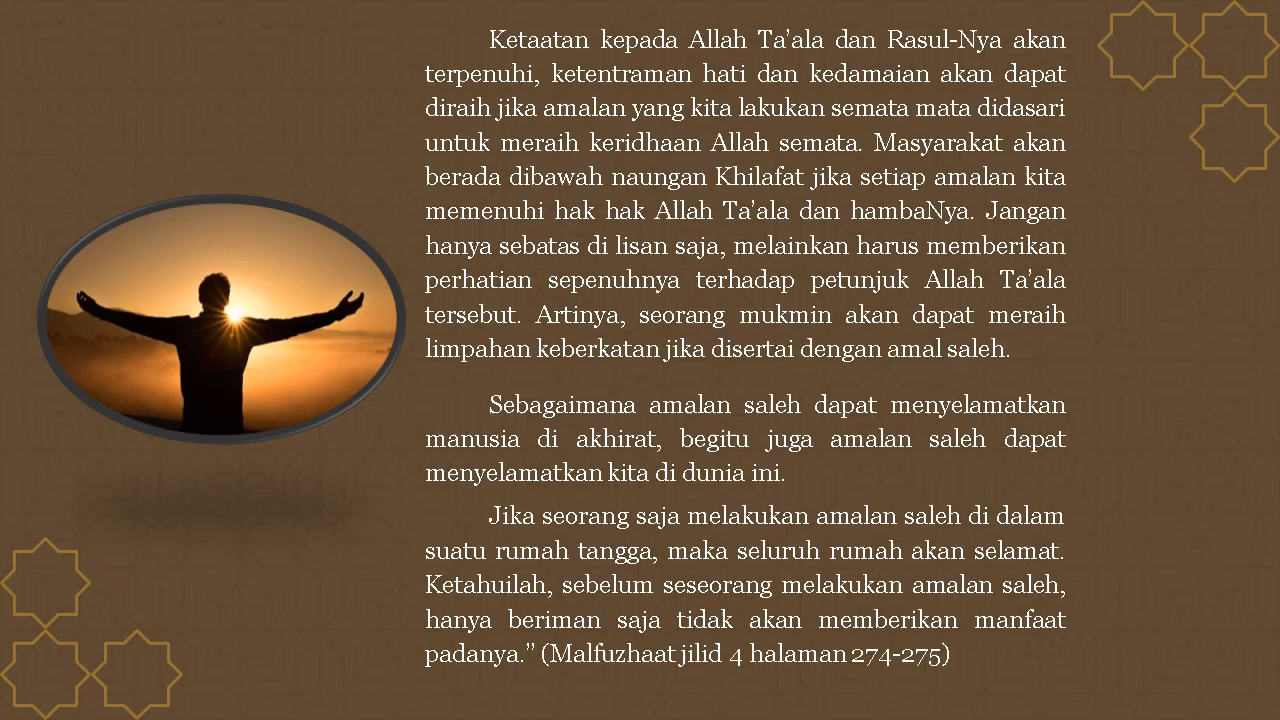 Ketaatan kepada Allah Ta’ala dan Rasul-Nya akan
terpenuhi, ketentraman hati dan kedamaian akan dapat
diraih jika amalan yang kita lakukan semata mata didasari
untuk meraih keridhaan Allah semata. Masyarakat akan
berada dibawah naungan Khilafat jika setiap amalan kita
memenuhi hak hak Allah Ta’ala dan hambaNya. Jangan
hanya sebatas di lisan saja, melainkan harus memberikan
perhatian sepenuhnya terhadap petunjuk Allah Ta’ala
tersebut. Artinya, seorang mukmin akan dapat meraih
limpahan keberkatan jika disertai dengan amal saleh.
Sebagaimana amalan saleh dapat menyelamatkan
manusia di akhirat, begitu juga amalan saleh dapat
menyelamatkan kita di dunia ini.
Jika seorang saja melakukan amalan saleh di dalam
suatu rumah tangga, maka seluruh rumah akan selamat.
Ketahuilah, sebelum seseorang melakukan amalan saleh,
hanya beriman saja tidak akan memberikan manfaat
padanya.” (Malfuzhaat jilid 4 halaman 274-275)